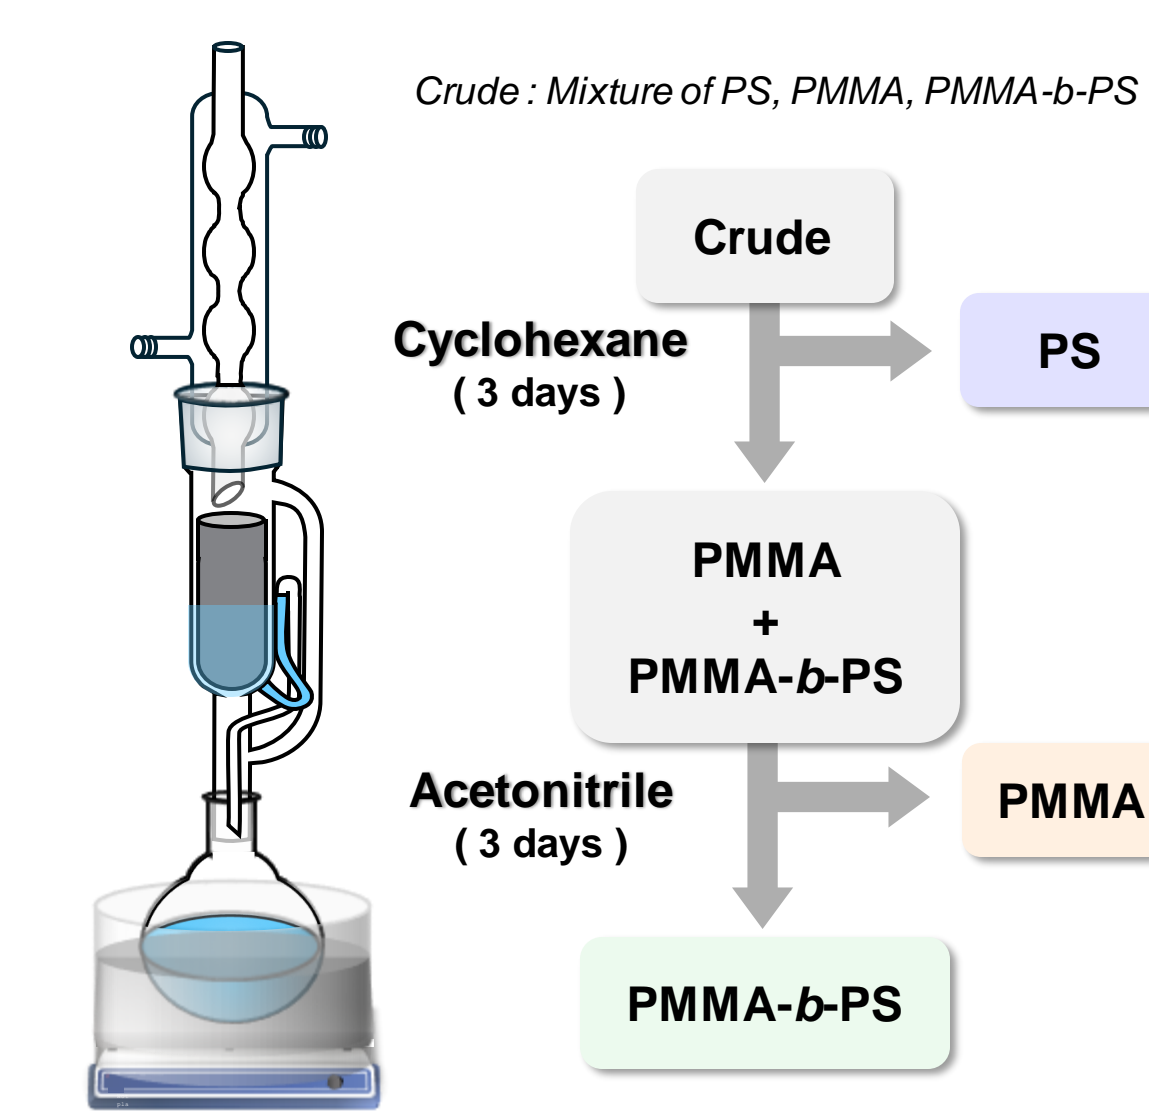 Crude : Mixture of PS, PMMA, PMMA-b-PS
Crude
Cyclohexane
( 3 days )
PS
PMMA
+
PMMA-b-PS
Acetonitrile
( 3 days )
PMMA
PMMA-b-PS